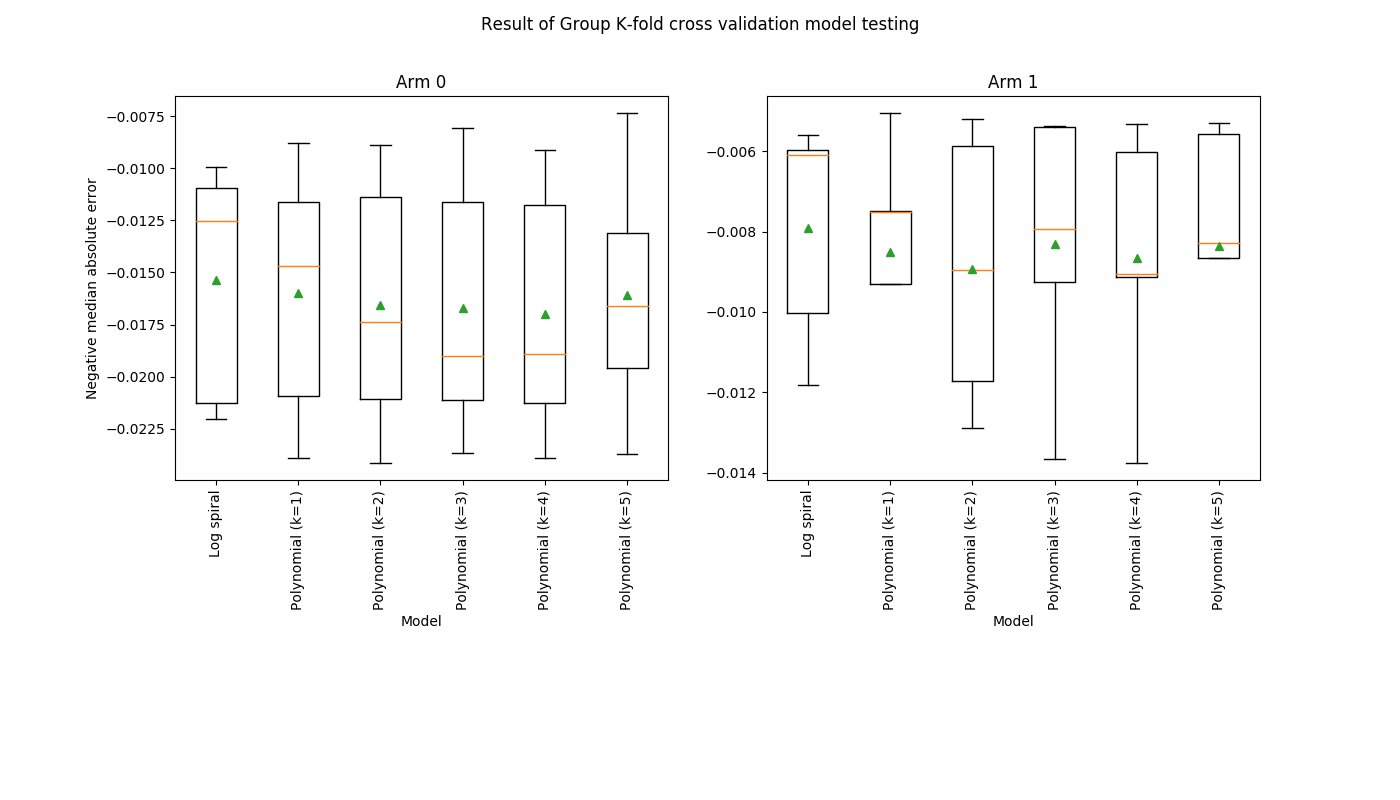 Result of Group K-fold cross validation model testing
Arm 0
Negative median absolute error
−0.0075
−0.0100
−0.0125
−0.0150
−0.0175
−0.0200
−0.0225
Log spiral
Polynomial (k=1)
Polynomial (k=2)
Polynomial (k=3)
Polynomial (k=4)
Polynomial (k=5)
Model
Arm 1
−0.006
−0.008
−0.010
−0.012
−0.014
Log spiral
Polynomial (k=1)
Polynomial (k=2)
Polynomial (k=3)
Polynomial (k=4)
Polynomial (k=5)
Model